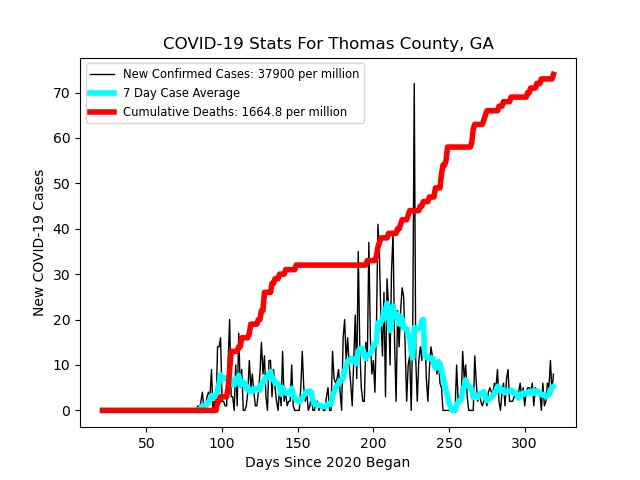 COVID-19 Stats For Thomas County, GA
New Confirmed Cases: 37900 per million
7 Day Case Average
Cumulative Deaths: 1664.8 per million
New COVID-19 Cases
70
60
50
40
30
20
10
0
50 100 150 200 250 300
Days Since 2020 Began